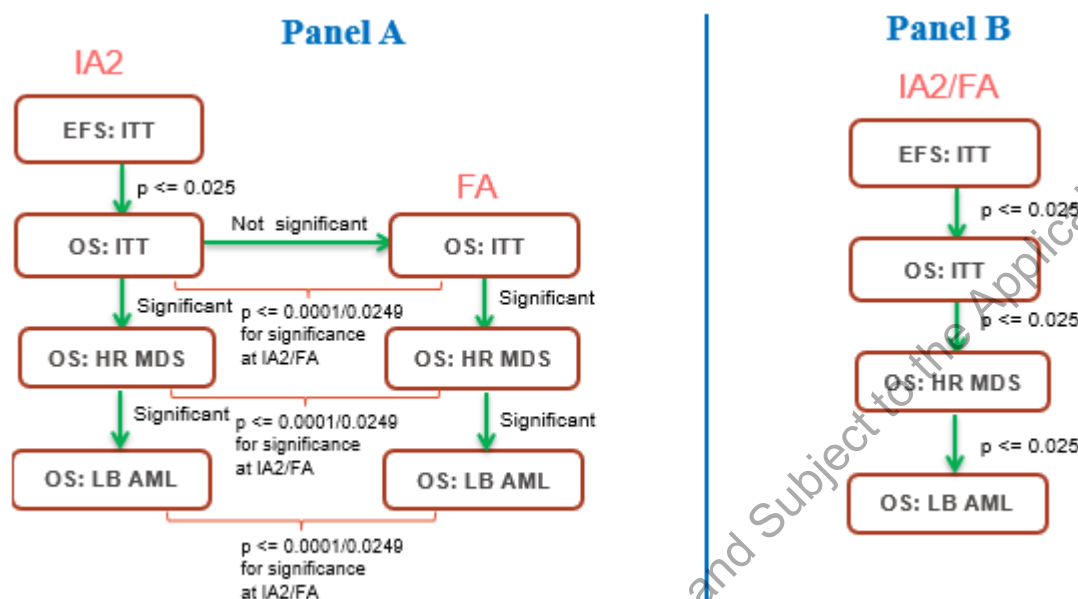 Panel A
IA2
EFS: ITT
p <= 0.025
FA
OS: ITT
Not significant
OS: ITT
Significant
p <= 0.0001/0.0249
for significance
at IA2/FA
Significant
OS: HR MDS
OS: HR MDS
Significant
p <= 0.0001/0.0249
for significance
at IA2/FA
Significant
OS: LB AML
OS: LB AML
p <= 0.0001/0.0249
for significance
at IA2/FA
Panel B
IA2/FA
EFS: ITT
p <= 0.025
OS: ITT
p <= 0.025
OS: HR MDS
p <= 0.025
OS: LB AML
and Subject to the